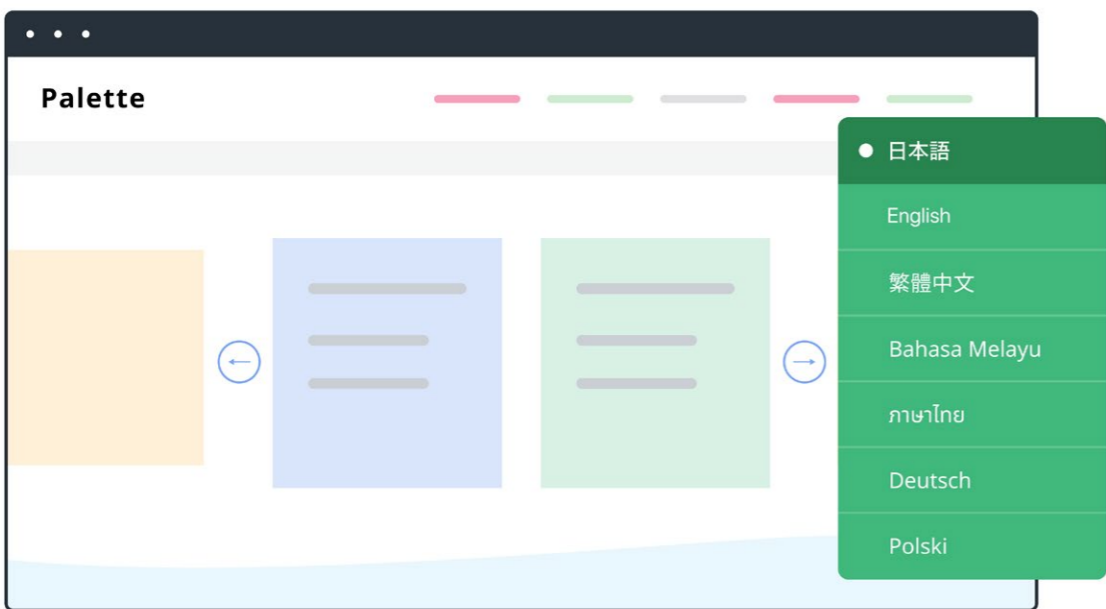 Palette
日本語
English
繁體中文
Bahasa Melayu
ภาษาไทย
Deutsch
Polski